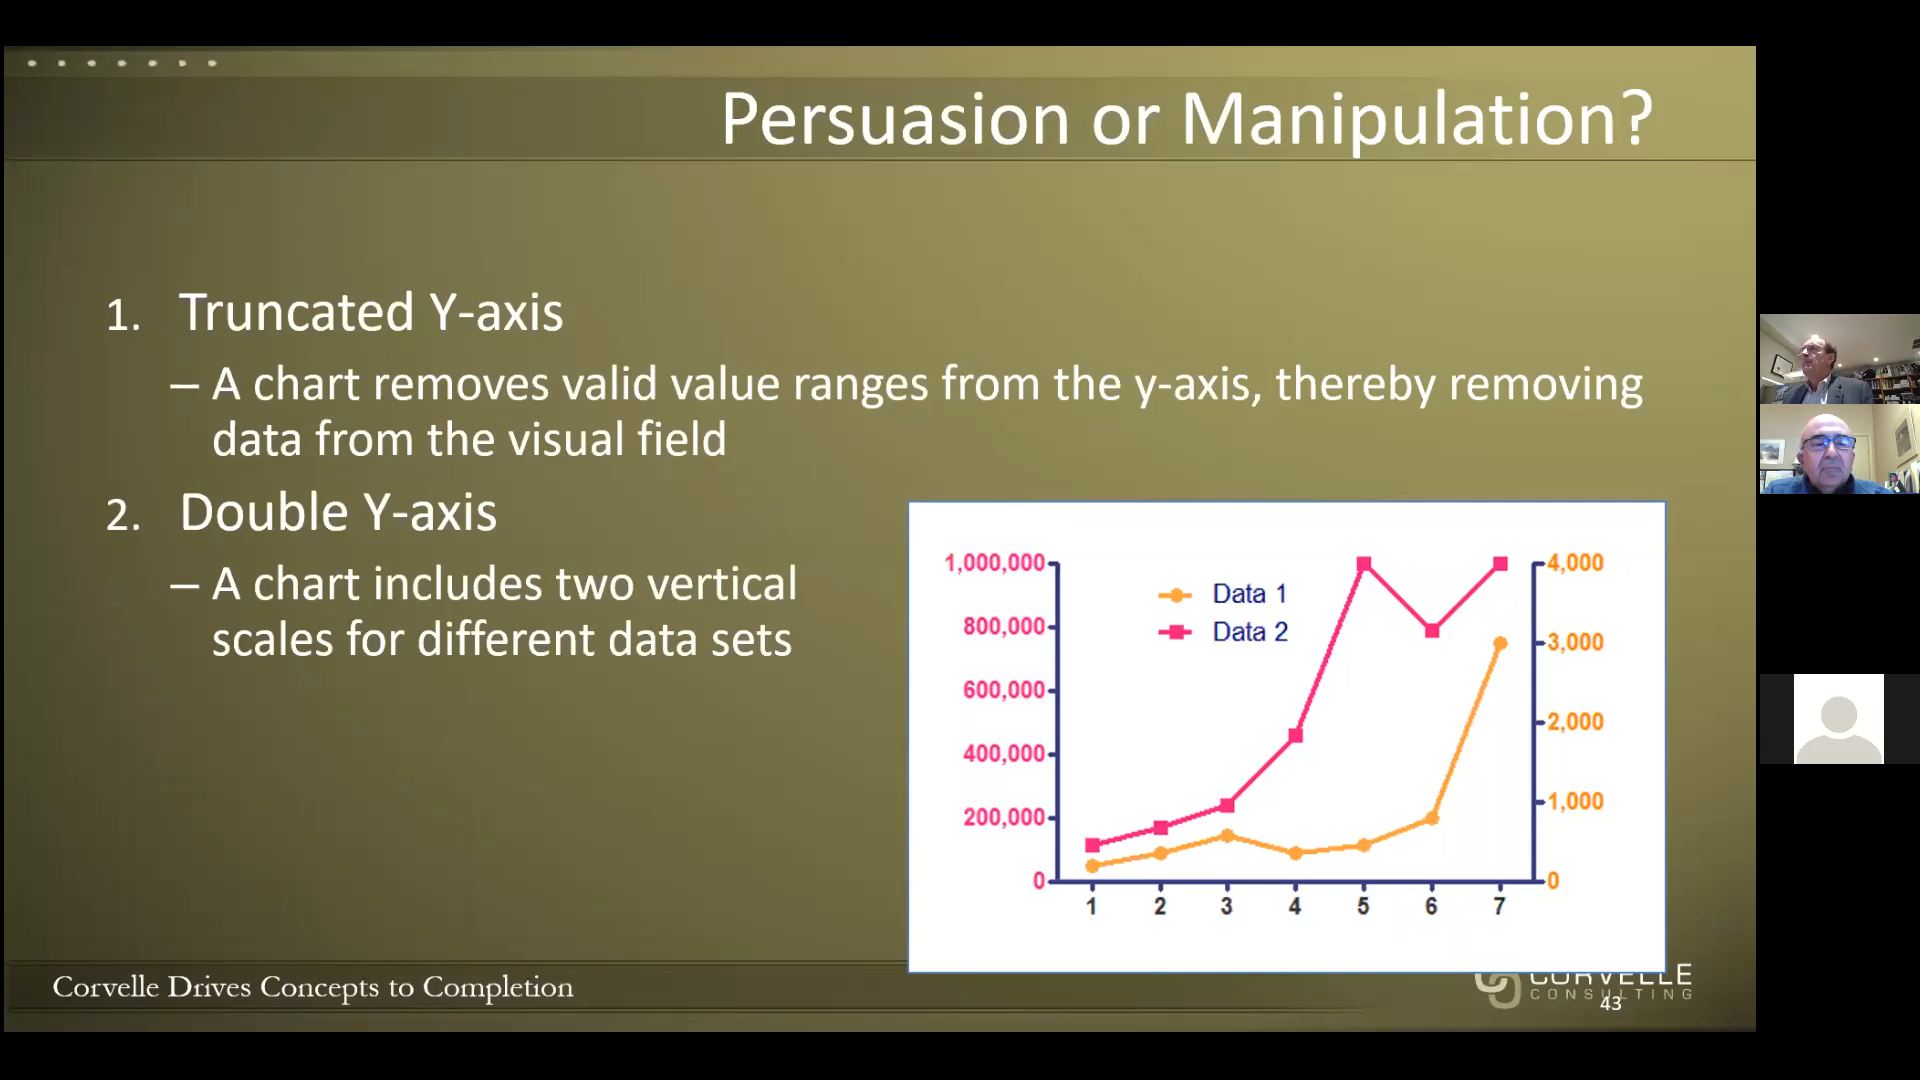 Persuasion or Manipulation?
1. Truncated Y-axis
– A chart removes valid value ranges from the y-axis, thereby removing
data from the visual field
2. Double Y-axis
– A chart includes two vertical
scales for different data sets
1,000,000
800,000
600,000
400,000
200,000
0
Data 1
Data 2
4,000
3,000
2,000
1,000
0
1 2 3 4 5 6 7
Corvelle Drives Concepts to Completion
CORVELLE
CONSULTING
43